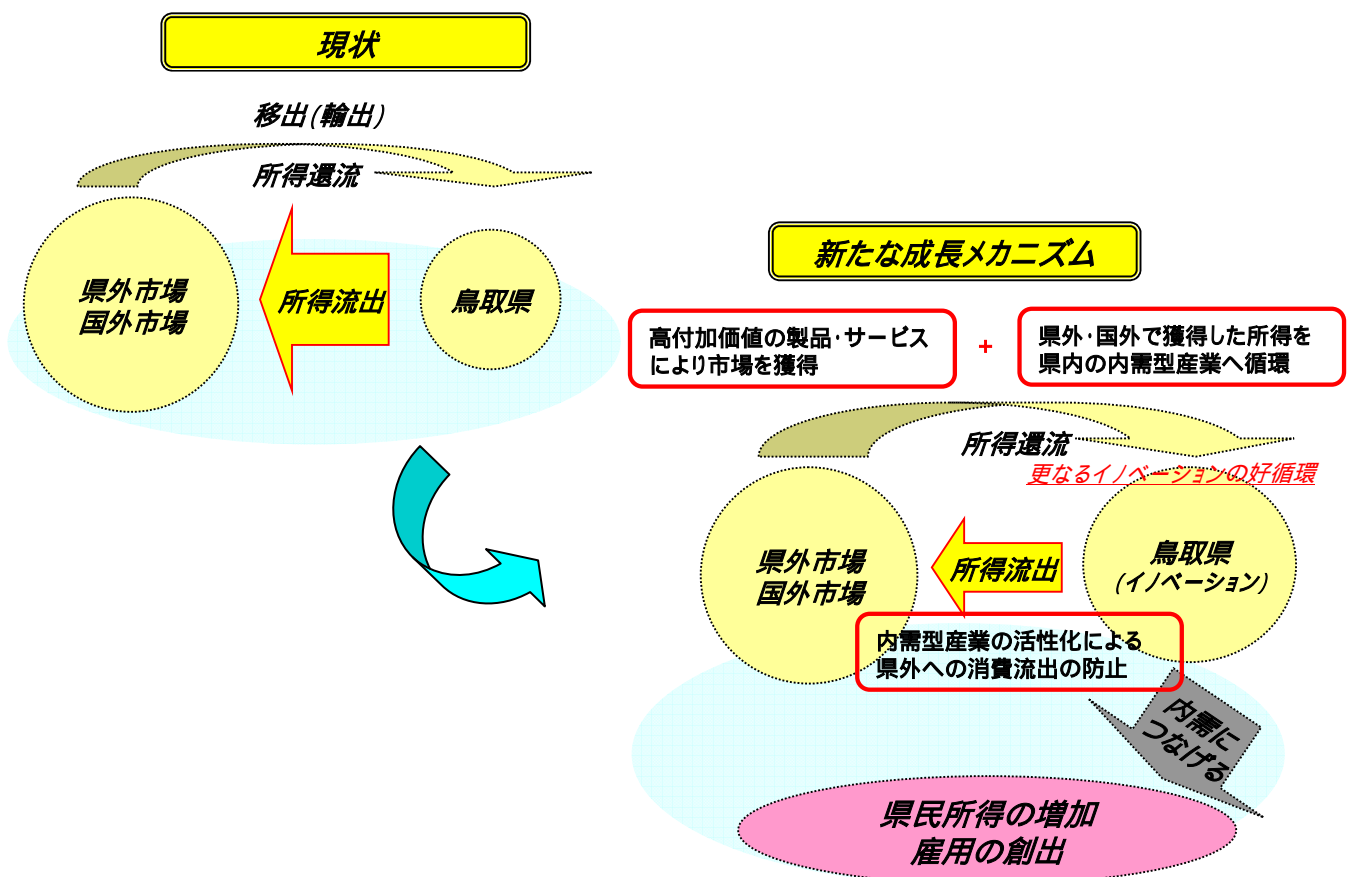 現状
移出(輸出)
所得還流
県外市場
国外市場
所得流出
鳥取県
新たな成長メカニズム
高付加価値の製品・サービス
により市場を獲得
+
県外・国外で獲得した所得を
県内の内需型産業へ循環
所得還流
更なるイノベーションの好循環
県外市場
国外市場
所得流出
鳥取県
(イノベーション)
内需型産業の活性化による
県外への消費流出の防止
内需に
つなげる
県民所得の増加
雇用の創出